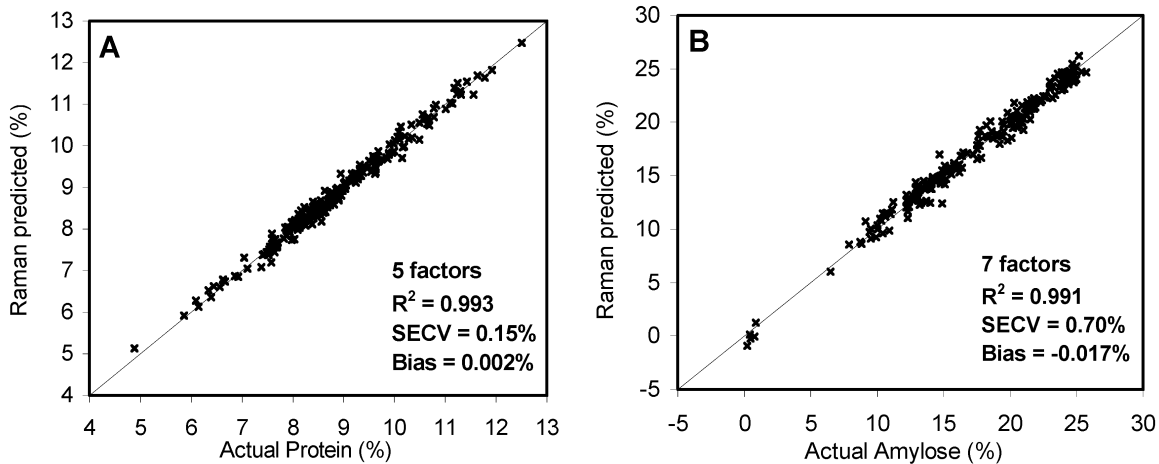 A
Raman predicted (%)
13
12
11
10
9
8
7
6
5
4
5 factors
R² = 0.993
SECV = 0.15%
Bias = 0.002%
4 5 6 7 8 9 10 11 12 13
Actual Protein (%)
B
Raman predicted (%)
30
25
20
15
10
5
0
-5
7 factors
R² = 0.991
SECV = 0.70%
Bias = -0.017%
-5 0 5 10 15 20 25 30
Actual Amylose (%)